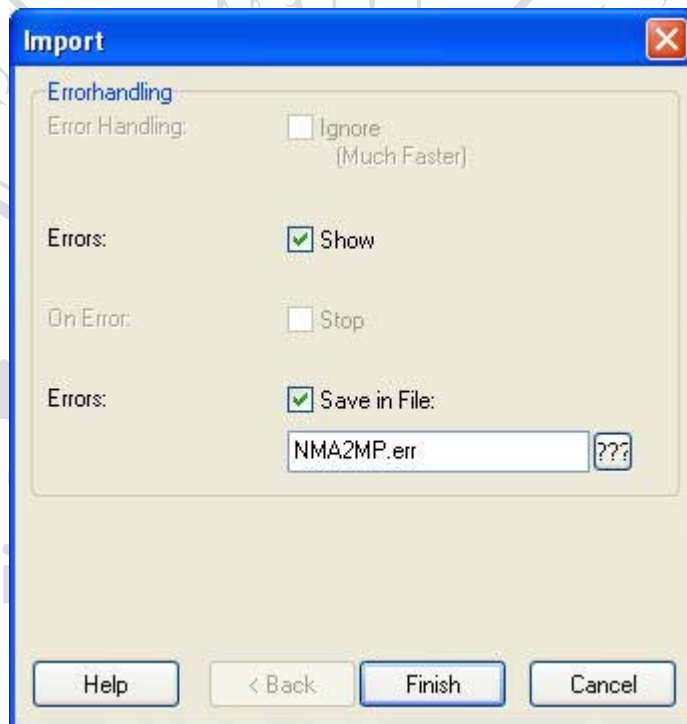 Import
Errorhandling
Error Handling:
Ignore
(Much Faster)
Errors:
Show
On Error:
Stop
Errors:
Save in File:
NMA2MP.err
???
Help
< Back
Finish
Cancel